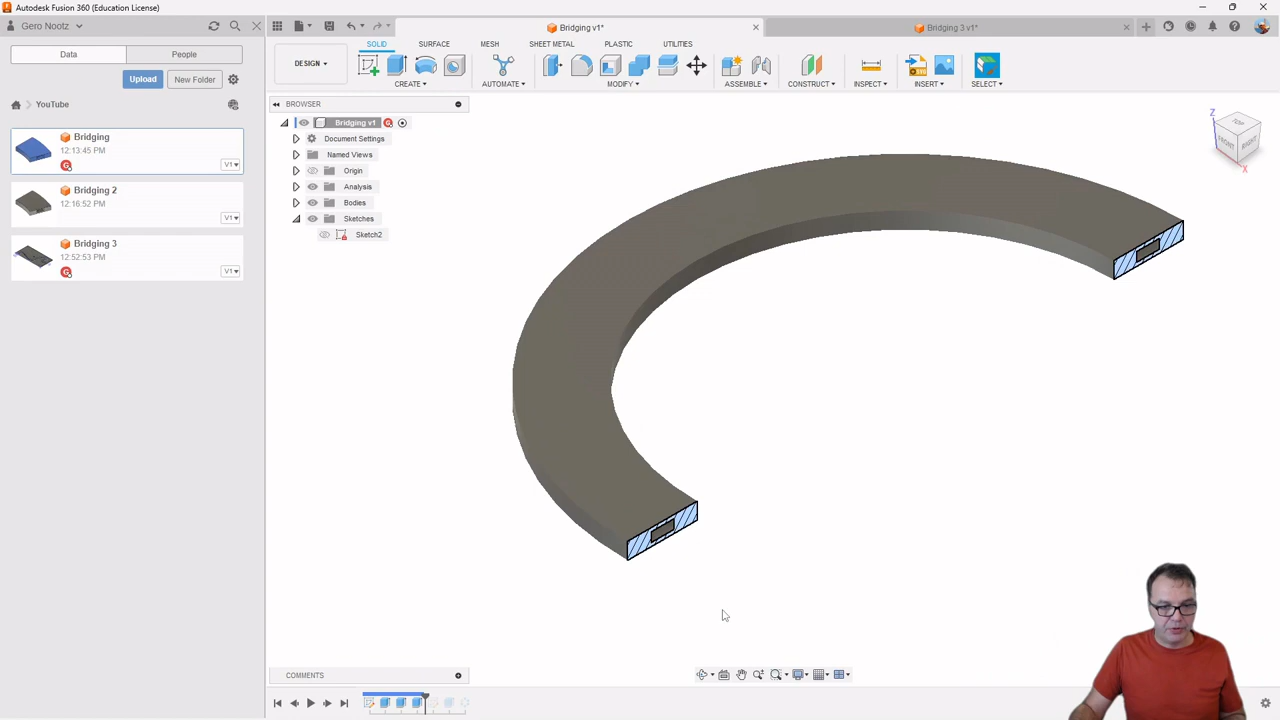 Autodesk Fusion 360 (Education License)
Gero Nootz
Bridging v1*
Bridging 3 v1*
Data
People
DESIGN
SOLID
SURFACE
MESH
SHEET METAL
PLASTIC
UTILITIES
CREATE
AUTOMATE
MODIFY
ASSEMBLE
CONSTRUCT
INSPECT
INSERT
SELECT
Upload
New Folder
YouTube
Bridging
12:13:45 PM
V1
Bridging 2
12:16:52 PM
V1
Bridging 3
12:52:53 PM
V1
BROWSER
Bridging v1
Document Settings
Named Views
Origin
Analysis
Bodies
Sketches
Sketch2
Z
TOP
FRONT
RIGHT
X
COMMENTS